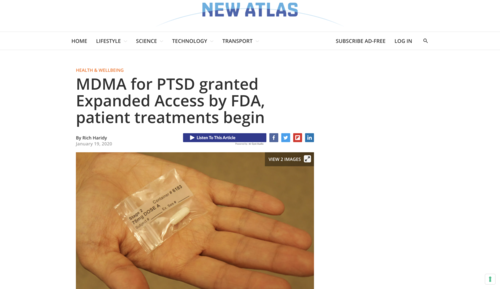 NEW ATLAS
HOME LIFESTYLE SCIENCE TECHNOLOGY TRANSPORT SUBSCRIBE AD-FREE LOG IN
HEALTH & WELLBEING
MDMA for PTSD granted
Expanded Access by FDA,
patient treatments begin
By Rich Haridy
January 19, 2020
Listen To This Article
VIEW 2 IMAGES
Container # 6183